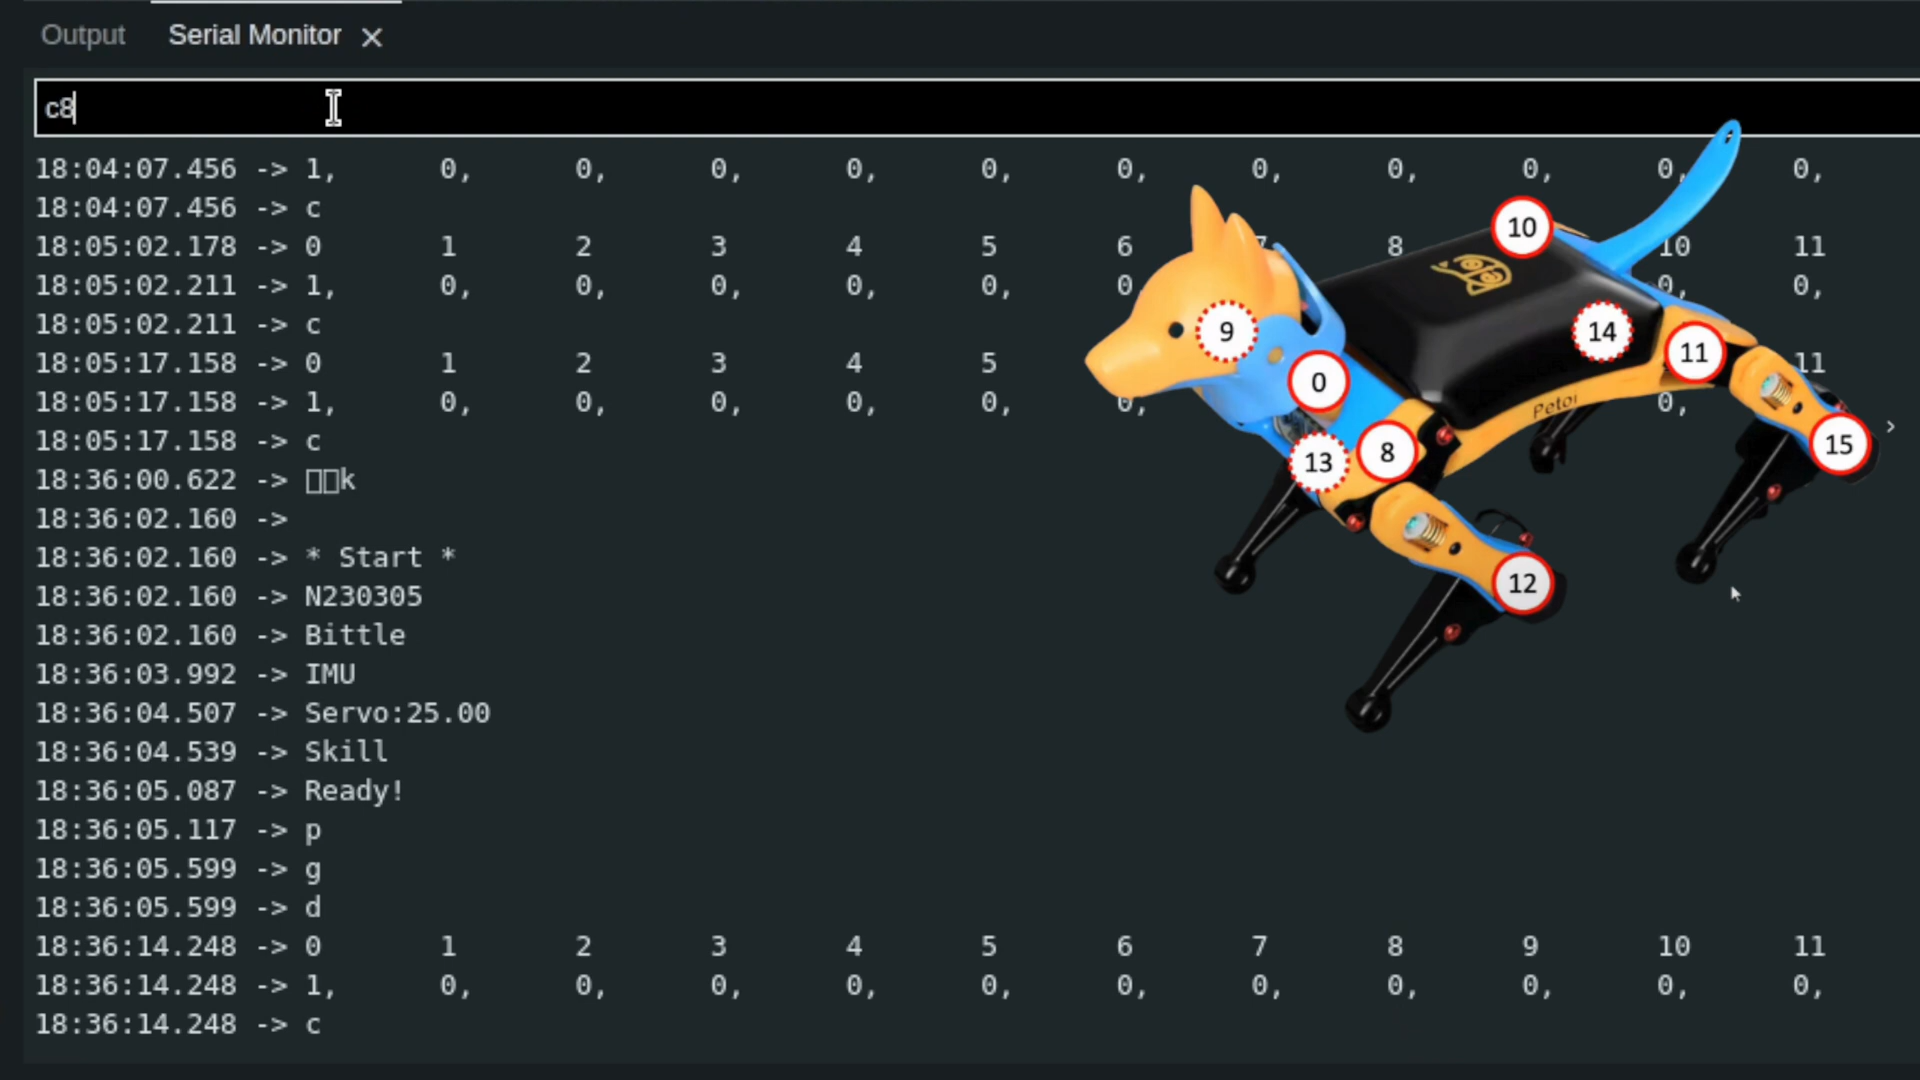 Output Serial Monitor
c8
18:04:07.456 -> 1, 0, 0, 0, 0, 0, 0, 0, 0, 0, 0, 0,
18:04:07.456 -> c
18:05:02.178 -> 0 1 2 3 4 5 6 7 8 10 11
18:05:02.211 -> 1, 0, 0, 0, 0, 0, 0 0, 0,
18:05:02.211 -> c
18:05:17.158 -> 0 1 2 3 4 5 11
18:05:17.158 -> 1, 0, 0, 0, 0, 0, 0, 0,
18:05:17.158 -> c
18:36:00.622 -> □□k
18:36:02.160 ->
18:36:02.160 -> * Start *
18:36:02.160 -> N230305
18:36:02.160 -> Bittle
18:36:03.992 -> IMU
18:36:04.507 -> Servo:25.00
18:36:04.539 -> Skill
18:36:05.087 -> Ready!
18:36:05.117 -> p
18:36:05.599 -> g
18:36:05.599 -> d
18:36:14.248 -> 0 1 2 3 4 5 6 7 8 9 10 11
18:36:14.248 -> 1, 0, 0, 0, 0, 0, 0, 0, 0, 0, 0, 0,
18:36:14.248 -> c
10
9
14
0
11
Petoi
15
8
13
12